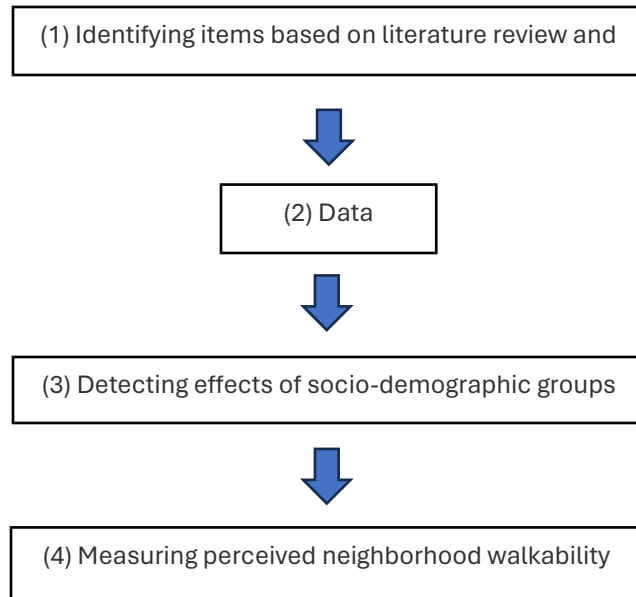 (1) Identifying items based on literature review and
(2) Data
(3) Detecting effects of socio-demographic groups
(4) Measuring perceived neighborhood walkability